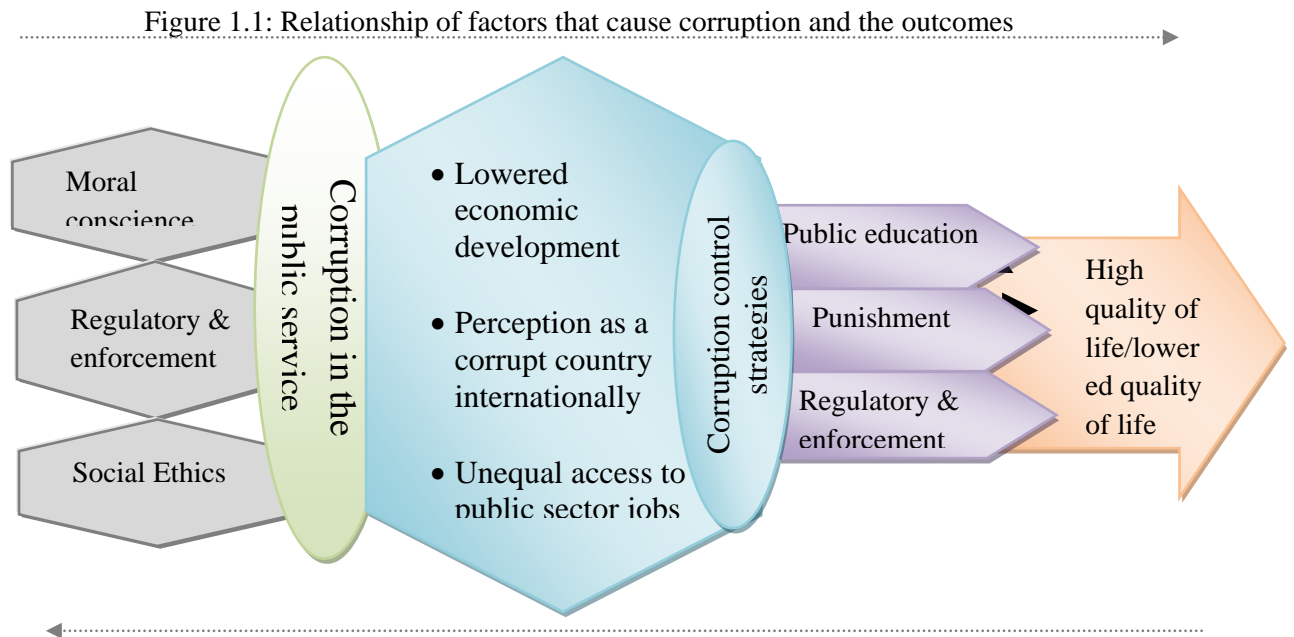 Figure 1.1: Relationship of factors that cause corruption and the outcomes
Moral
conscience
Regulatory &
enforcement
Social Ethics
Corruption in the
public service
• Lowered
economic
development
• Perception as a
corrupt country
internationally
• Unequal access to
public sector jobs
Corruption control
strategies
Public education
Punishment
Regulatory &
enforcement
High
quality of
life/lower
ed quality
of life